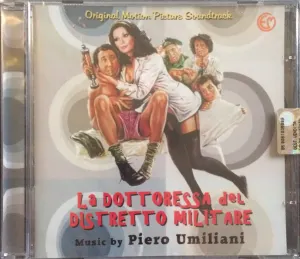 Original Motion Picture Soundtrack
La DOTTORESSA del
DISTRETTO MILITARE
Music by Piero Umiliani